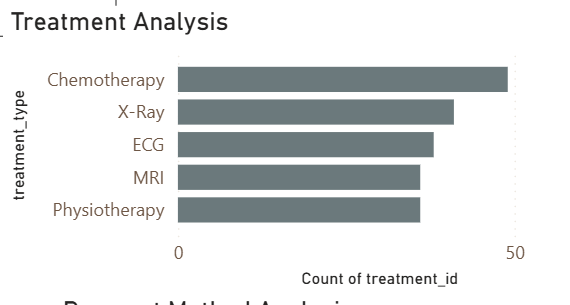 Treatment Analysis
treatment_type
Chemotherapy
X-Ray
ECG
MRI
Physiotherapy
0 50
Count of treatment_id